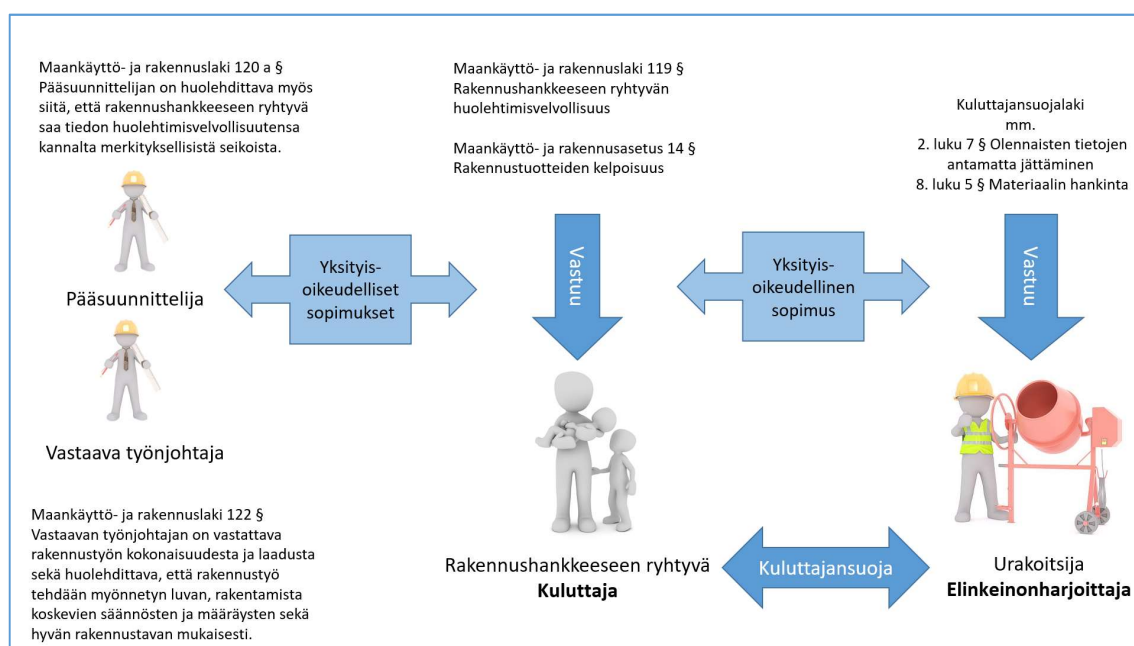 Maankäyttö- ja rakennuslaki 120 a §
Pääsuunnittelijan on huolehdittava myös
siitä, että rakennushankkeeseen ryhtyvä
saa tiedon huolehtimisvelvollisuutensa
kannalta merkityksellisistä seikoista.
Pääsuunnittelija
Vastaava työnjohtaja
Maankäyttö- ja rakennuslaki 122 §
Vastaavan työnjohtajan on vastattava
rakennustyön kokonaisuudesta ja laadusta
sekä huolehdittava, että rakennustyö
tehdään myönnetyn luvan, rakentamista
koskevien säännösten ja määräysten sekä
hyvän rakennustavan mukaisesti.
Yksityis-
oikeudelliset
sopimukset
Maankäyttö- ja rakennuslaki 119 §
Rakennushankkeeseen ryhtyvän
huolehtimisvelvollisuus
Maankäyttö- ja rakennusasetus 14 §
Rakennustuotteiden kelpoisuus
Vastuu
Rakennushankkeeseen ryhtyvä
Kuluttaja
Yksityis-
oikeudellinen
sopimus
Kuluttajansuoja
Kuluttajansuojalaki
mm.
2. luku 7 § Olennaisten tietojen
antamatta jättäminen
8. luku 5 § Materiaalin hankinta
Vastuu
Urakoitsija
Elinkeinonharjoittaja